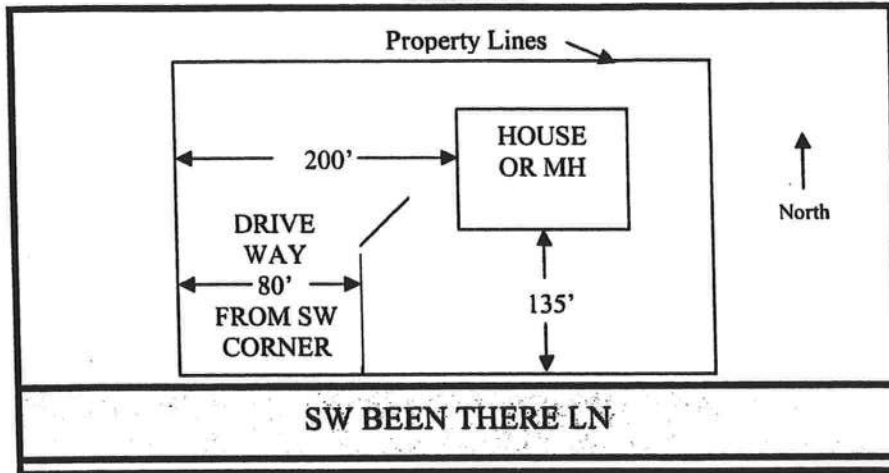 Property Lines
HOUSE
OR MH
200’
North
DRIVE
WAY
80’
FROM SW
CORNER
135’
SW BEEN THERE LN